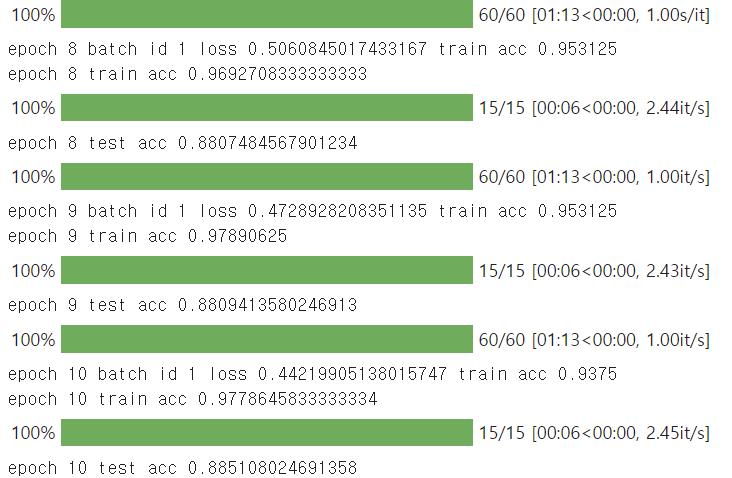 100% 60/60 [01:13<00:00, 1.00s/it]
epoch 8 batch id 1 loss 0.5060845017433167 train acc 0.953125
epoch 8 train acc 0.9692708333333333
100% 15/15 [00:06<00:00, 2.44it/s]
epoch 8 test acc 0.8807484567901234
100% 60/60 [01:13<00:00, 1.00it/s]
epoch 9 batch id 1 loss 0.4728928208351135 train acc 0.953125
epoch 9 train acc 0.97890625
100% 15/15 [00:06<00:00, 2.43it/s]
epoch 9 test acc 0.8809413580246913
100% 60/60 [01:13<00:00, 1.00it/s]
epoch 10 batch id 1 loss 0.44219905138015747 train acc 0.9375
epoch 10 train acc 0.9778645833333334
100% 15/15 [00:06<00:00, 2.45it/s]
epoch 10 test acc 0.885108024691358